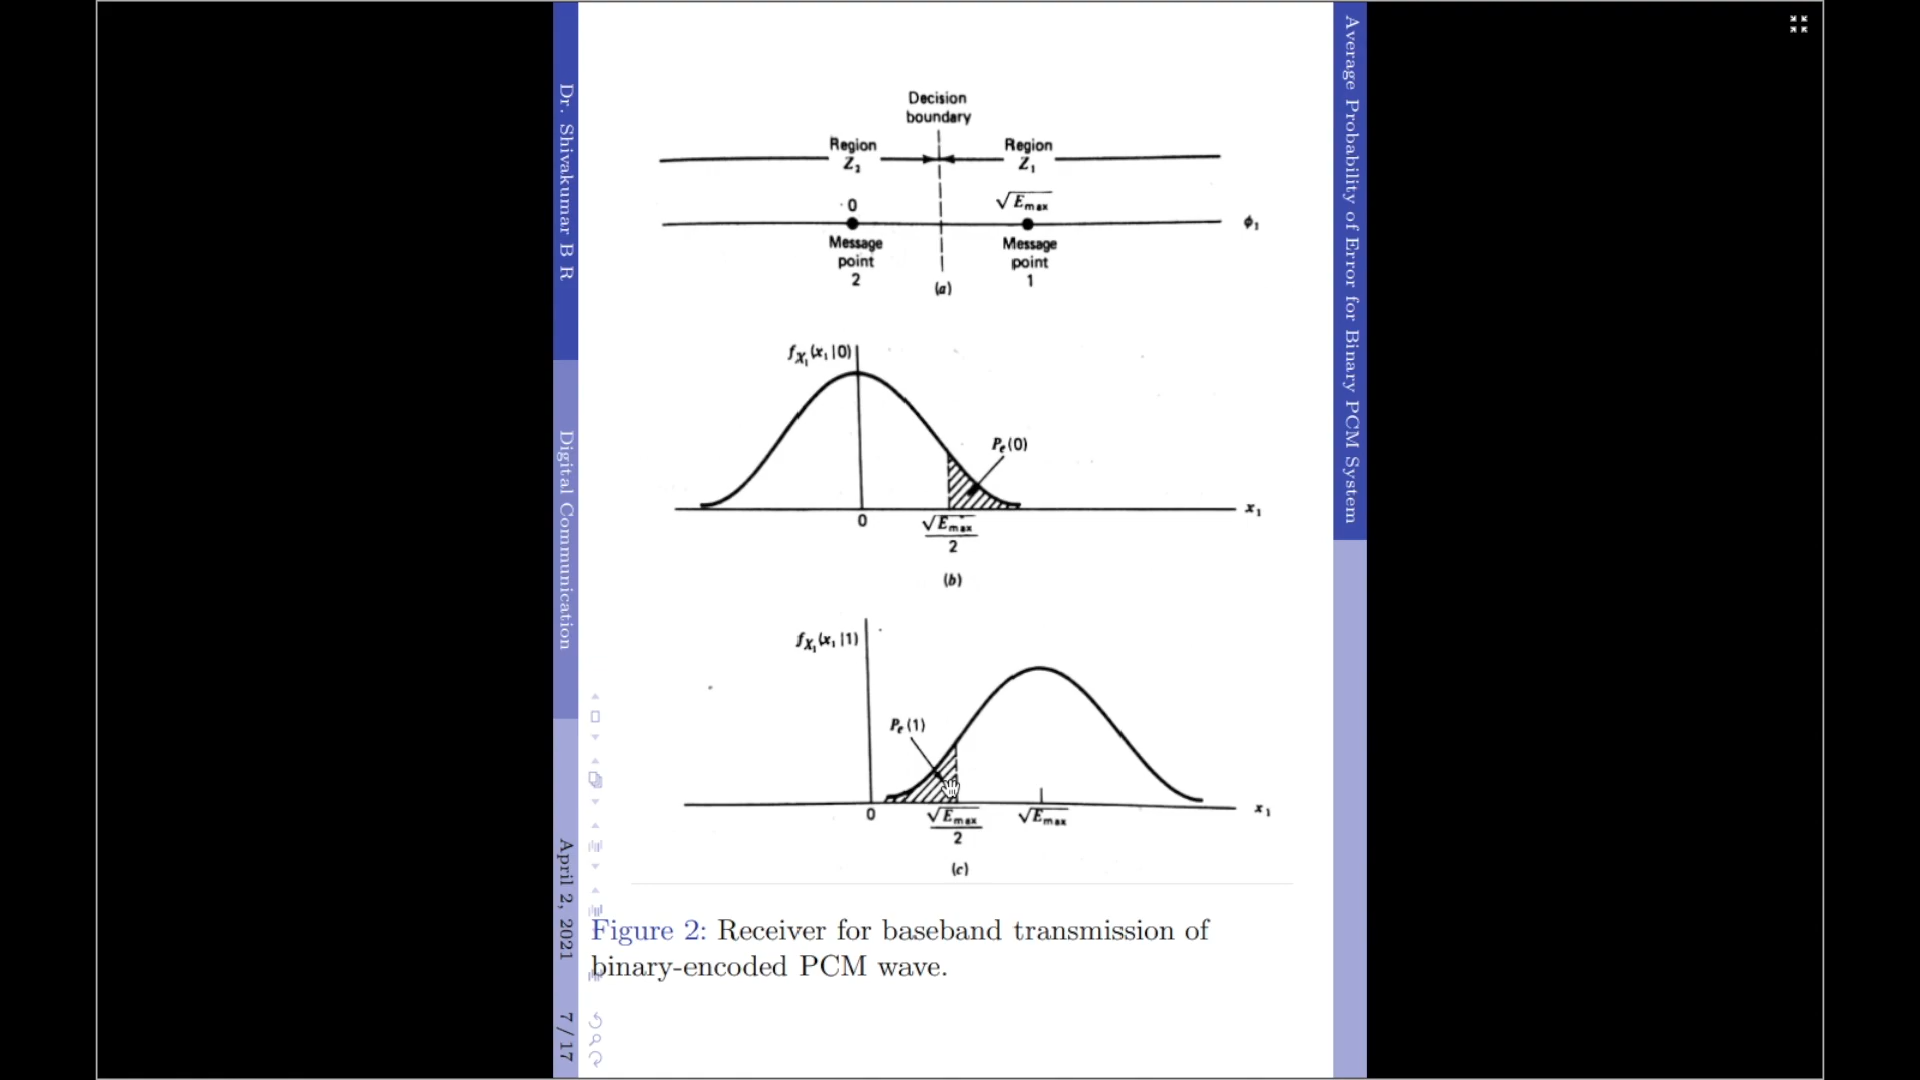 Average Probability of Error for Binary PCM System
Decision
boundary
Region
Z₂
Region
Z₁
0
√Emax
ϕ₁
Message
point
2
Message
point
1
(a)
fX₁(x₁|0)
Pe(0)
x₁
0
√Emax
2
(b)
fX₁(x₁|1)
Pe(1)
x₁
0
√Emax
2
√Emax
(c)
Figure 2: Receiver for baseband transmission of
binary-encoded PCM wave.
Dr. Shivakumar B R
Digital Communication
April 2, 2021
7 / 17